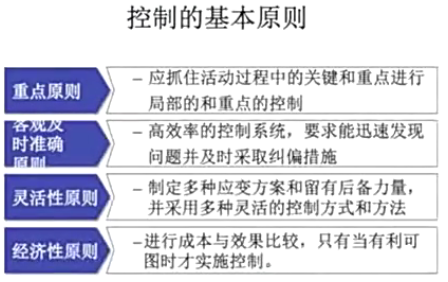 控制的基本原则
重点原则
– 应抓住活动过程中的关键和重点进行
局部的和重点的控制
客观及
时准确
原则
– 高效率的控制系统，要求能迅速发现
问题并及时采取纠偏措施
灵活性原则
– 制定多种应变方案和留有后备力量，
并采用多种灵活的控制方式和方法
经济性原则
–进行成本与效果比较，只有当有利可
图时才实施控制。